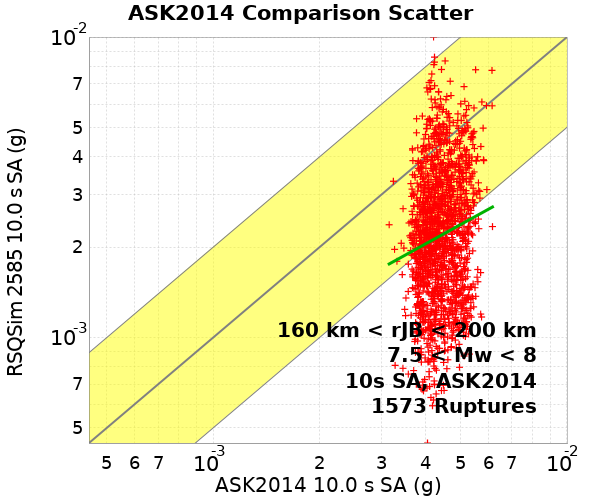 ASK2014 Comparison Scatter
RSQSim 2585 10.0 s SA (g)
10-2
7
5
4
3
2
10-3
7
5
160 km < rJB < 200 km
7.5 < Mw < 8
10s SA, ASK2014
1573 Ruptures
5 6 7 10-3 2 3 4 5 6 7 10-2
ASK2014 10.0 s SA (g)